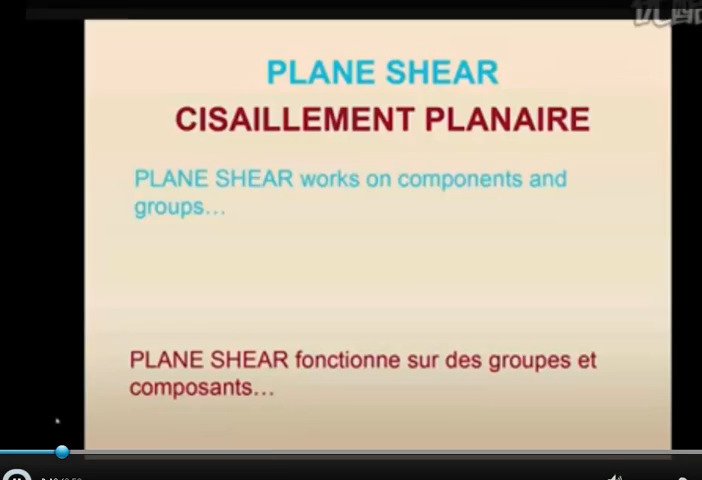 PLANE SHEAR
CISAILLEMENT PLANAIRE
PLANE SHEAR works on components and
groups…
PLANE SHEAR fonctionne sur des groupes et
composants…